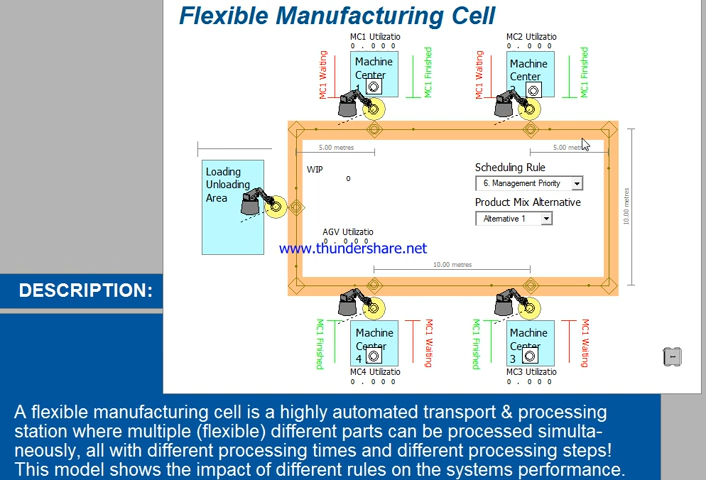 Flexible Manufacturing Cell
MC1 Utilizatio
0 . 0 0 0
MC2 Utilizatio
0 . 0 0 0
MC1 Waiting
Machine
Center
1
MC1 Finished
MC1 Waiting
Machine
Center
MC1 Finished
5.00 metres
5.00 metres
Loading
Unloading
Area
WIP
0
Scheduling Rule
6. Management Priority
Product Mix Alternative
Alternative 1
10.00 metres
AGV Utilizatio
0 . 0 0 0
www.thundershare.net
10.00 metres
DESCRIPTION:
MC1 Finished
Machine
Center
4
MC1 Waiting
MC1 Finished
Machine
Center
3
MC1 Waiting
MC4 Utilizatio
0 . 0 0 0
MC3 Utilizatio
0 . 0 0 0
A flexible manufacturing cell is a highly automated transport & processing
station where multiple (flexible) different parts can be processed simulta-
neously, all with different processing times and different processing steps!
This model shows the impact of different rules on the systems performance.